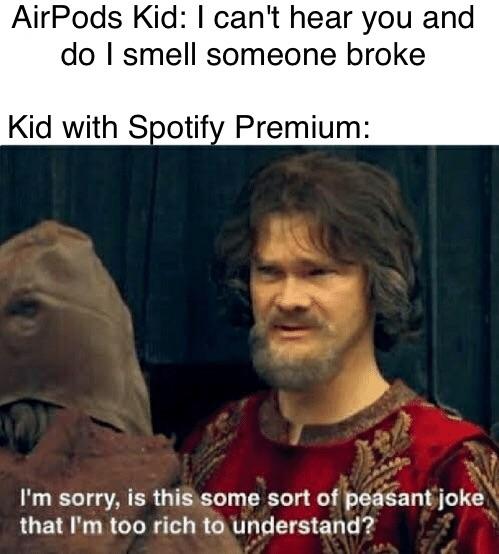 AirPods Kid: I can't hear you and
do I smell someone broke
Kid with Spotify Premium:
I'm sorry, is this some sort of peasant joke
that I'm too rich to understand?